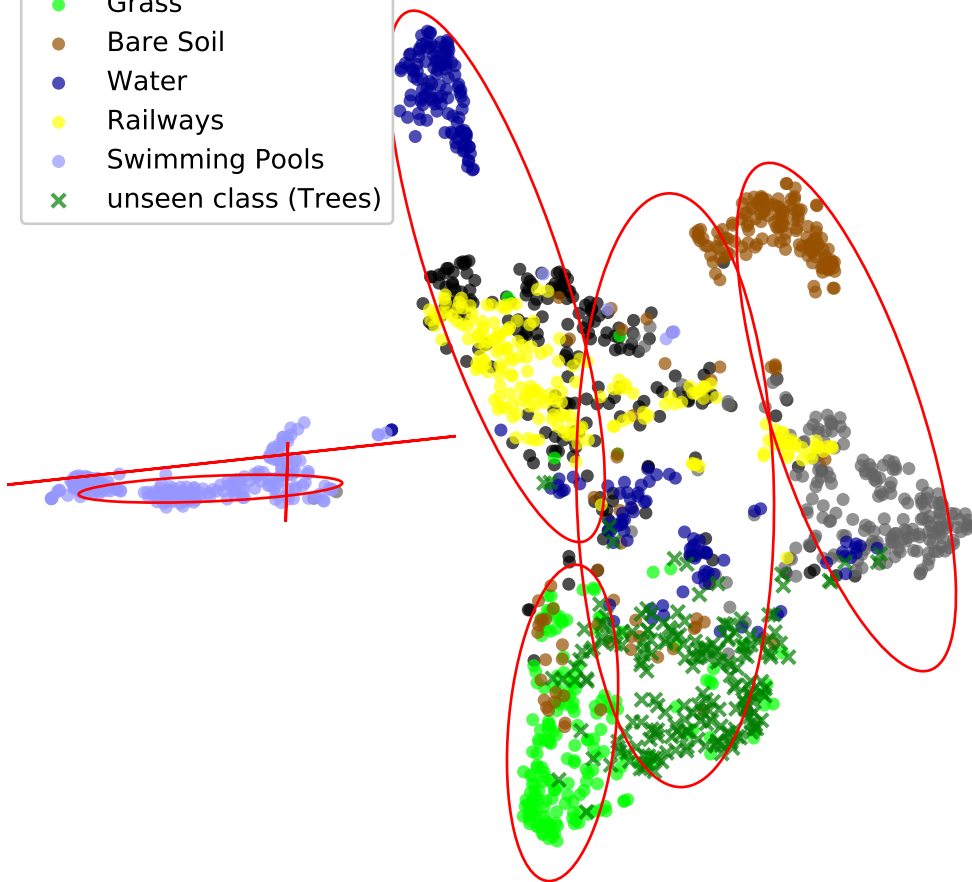 Grass
Bare Soil
Water
Railways
Swimming Pools
unseen class (Trees)